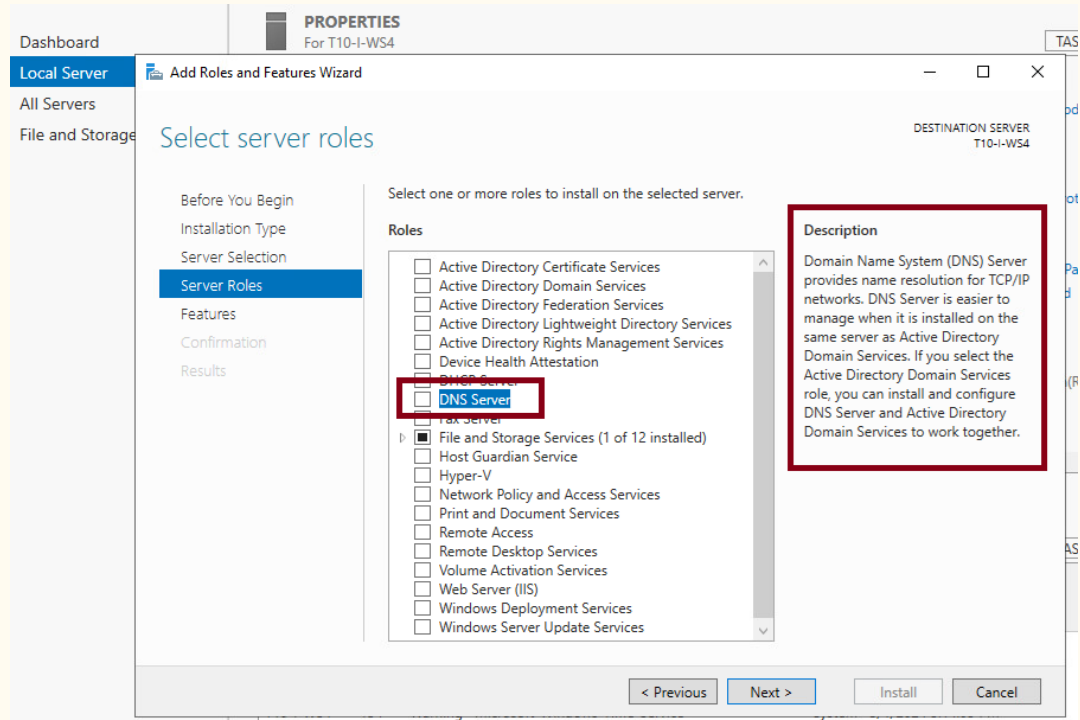 PROPERTIES
For T10-I-WS4
Dashboard
Local Server
All Servers
File and Storage
TAS
Add Roles and Features Wizard
Select server roles
DESTINATION SERVER
T10-I-WS4
Before You Begin
Installation Type
Server Selection
Server Roles
Features
Confirmation
Results
Select one or more roles to install on the selected server.
Roles
Active Directory Certificate Services
Active Directory Domain Services
Active Directory Federation Services
Active Directory Lightweight Directory Services
Active Directory Rights Management Services
Device Health Attestation
DHCP Server
DNS Server
Fax Server
File and Storage Services (1 of 12 installed)
Host Guardian Service
Hyper-V
Network Policy and Access Services
Print and Document Services
Remote Access
Remote Desktop Services
Volume Activation Services
Web Server (IIS)
Windows Deployment Services
Windows Server Update Services
Description
Domain Name System (DNS) Server
provides name resolution for TCP/IP
networks. DNS Server is easier to
manage when it is installed on the
same server as Active Directory
Domain Services. If you select the
Active Directory Domain Services
role, you can install and configure
DNS Server and Active Directory
Domain Services to work together.
< Previous
Next >
Install
Cancel